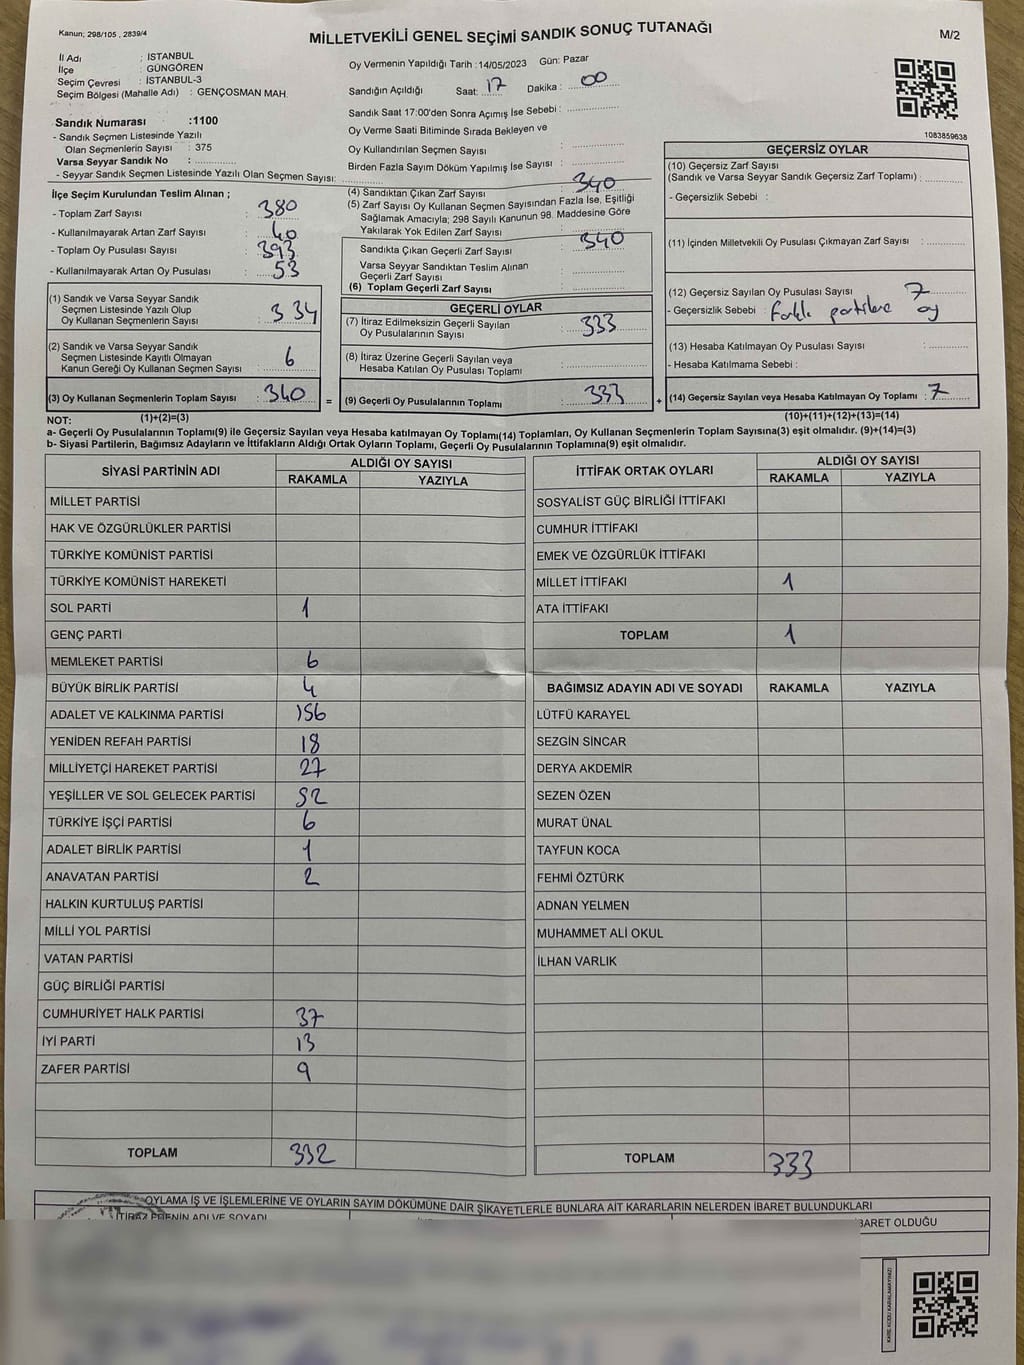 Kanun; 298/105 , 2839/4
MİLLETVEKİLİ GENEL SEÇİMİ SANDIK SONUÇ TUTANAĞI
M/2
İl Adı : İSTANBUL
İlçe : GÜNGÖREN
Seçim Çevresi : İSTANBUL-3
Seçim Bölgesi (Mahalle Adı) : GENÇOSMAN MAH.
Oy Vermenin Yapıldığı Tarih :14/05/2023 Gün: Pazar
Sandığın Açıldığı Saat: 17 Dakika : 00
Sandık Saat 17:00'den Sonra Açımış İse Sebebi :
Oy Verme Saati Bitiminde Sırada Bekleyen ve
Oy Kullandırılan Seçmen Sayısı :
Birden Fazla Sayım Döküm Yapılmış İse Sayısı :
1083859638
Sandık Numarası :1100
- Sandık Seçmen Listesinde Yazılı
Olan Seçmenlerin Sayısı : 375
Varsa Seyyar Sandık No :
- Seyyar Sandık Seçmen Listesinde Yazılı Olan Seçmen Sayısı:
İlçe Seçim Kurulundan Teslim Alınan ;
- Toplam Zarf Sayısı : 380
- Kullanılmayarak Artan Zarf Sayısı : 40
- Toplam Oy Pusulası Sayısı : 393
- Kullanılmayarak Artan Oy Pusulası : 53
(1) Sandık ve Varsa Seyyar Sandık
Seçmen Listesinde Yazılı Olup
Oy Kullanan Seçmenlerin Sayısı : 334
(2) Sandık ve Varsa Seyyar Sandık
Seçmen Listesinde Kayıtlı Olmayan
Kanun Gereği Oy Kullanan Seçmen Sayısı : 6
(3) Oy Kullanan Seçmenlerin Toplam Sayısı : 340 =
(4) Sandıktan Çıkan Zarf Sayısı : 340
(5) Zarf Sayısı Oy Kullanan Seçmen Sayısından Fazla İse, Eşitliği
Sağlamak Amacıyla; 298 Sayılı Kanunun 98. Maddesine Göre
Yakılarak Yok Edilen Zarf Sayısı :
Sandıkta Çıkan Geçerli Zarf Sayısı : 340
Varsa Seyyar Sandıktan Teslim Alınan
Geçerli Zarf Sayısı :
(6) Toplam Geçerli Zarf Sayısı :
GEÇERLİ OYLAR
(7) İtiraz Edilmeksizin Geçerli Sayılan
Oy Pusulalarının Sayısı : 333
(8) İtiraz Üzerine Geçerli Sayılan veya
Hesaba Katılan Oy Pusulası Toplamı :
(9) Geçerli Oy Pusulalarının Toplamı : 333 +
GEÇERSİZ OYLAR
(10) Geçersiz Zarf Sayısı
(Sandık ve Varsa Seyyar Sandık Geçersiz Zarf Toplamı) :
- Geçersizlik Sebebi :
(11) İçinden Milletvekili Oy Pusulası Çıkmayan Zarf Sayısı :
(12) Geçersiz Sayılan Oy Pusulası Sayısı : 7
- Geçersizlik Sebebi : farklı partilere oy
(13) Hesaba Katılmayan Oy Pusulası Sayısı :
- Hesaba Katılmama Sebebi :
(14) Geçersiz Sayılan veya Hesaba Katılmayan Oy Toplamı : 7
NOT: (1)+(2)=(3) (10)+(11)+(12)+(13)=(14)
a- Geçerli Oy Pusulalarının Toplamı(9) ile Geçersiz Sayılan veya Hesaba katılmayan Oy Toplamı(14) Toplamları, Oy Kullanan Seçmenlerin Toplam Sayısına(3) eşit olmalıdır. (9)+(14)=(3)
b- Siyasi Partilerin, Bağımsız Adayların ve İttifakların Aldığı Ortak Oyların Toplamı, Geçerli Oy Pusulalarının Toplamına(9) eşit olmalıdır.
SİYASİ PARTİNİN ADI ALDIĞI OY SAYISI
RAKAMLA YAZIYLA
MİLLET PARTİSİ
HAK VE ÖZGÜRLÜKLER PARTİSİ
TÜRKİYE KOMÜNİST PARTİSİ
TÜRKİYE KOMÜNİST HAREKETİ
SOL PARTİ 1
GENÇ PARTİ
MEMLEKET PARTİSİ 6
BÜYÜK BİRLİK PARTİSİ 4
ADALET VE KALKINMA PARTİSİ 156
YENİDEN REFAH PARTİSİ 18
MİLLİYETÇİ HAREKET PARTİSİ 27
YEŞİLLER VE SOL GELECEK PARTİSİ 52
TÜRKİYE İŞÇİ PARTİSİ 6
ADALET BİRLİK PARTİSİ 1
ANAVATAN PARTİSİ 2
HALKIN KURTULUŞ PARTİSİ
MİLLİ YOL PARTİSİ
VATAN PARTİSİ
GÜÇ BİRLİĞİ PARTİSİ
CUMHURİYET HALK PARTİSİ 37
İYİ PARTİ 13
ZAFER PARTİSİ 9
TOPLAM 332
İTTİFAK ORTAK OYLARI ALDIĞI OY SAYISI
RAKAMLA YAZIYLA
SOSYALİST GÜÇ BİRLİĞİ İTTİFAKI
CUMHUR İTTİFAKI
EMEK VE ÖZGÜRLÜK İTTİFAKI
MİLLET İTTİFAKI 1
ATA İTTİFAKI
TOPLAM 1
BAĞIMSIZ ADAYIN ADI VE SOYADI RAKAMLA YAZIYLA
LÜTFÜ KARAYEL
SEZGİN SİNCAR
DERYA AKDEMİR
SEZEN ÖZEN
MURAT ÜNAL
TAYFUN KOCA
FEHMİ ÖZTÜRK
ADNAN YELMEN
MUHAMMET ALİ OKUL
İLHAN VARLIK
TOPLAM 333
OYLAMA İŞ VE İŞLEMLERİNE VE OYLARIN SAYIM DÖKÜMÜNE DAİR ŞİKAYETLERLE BUNLARA AİT KARARLARIN NELERDEN İBARET BULUNDUKLARI
İTİRAZ EDENİN ADI VE SOYADI
İBARET OLDUĞU
KARE KODU KARALAMAYINIZ!